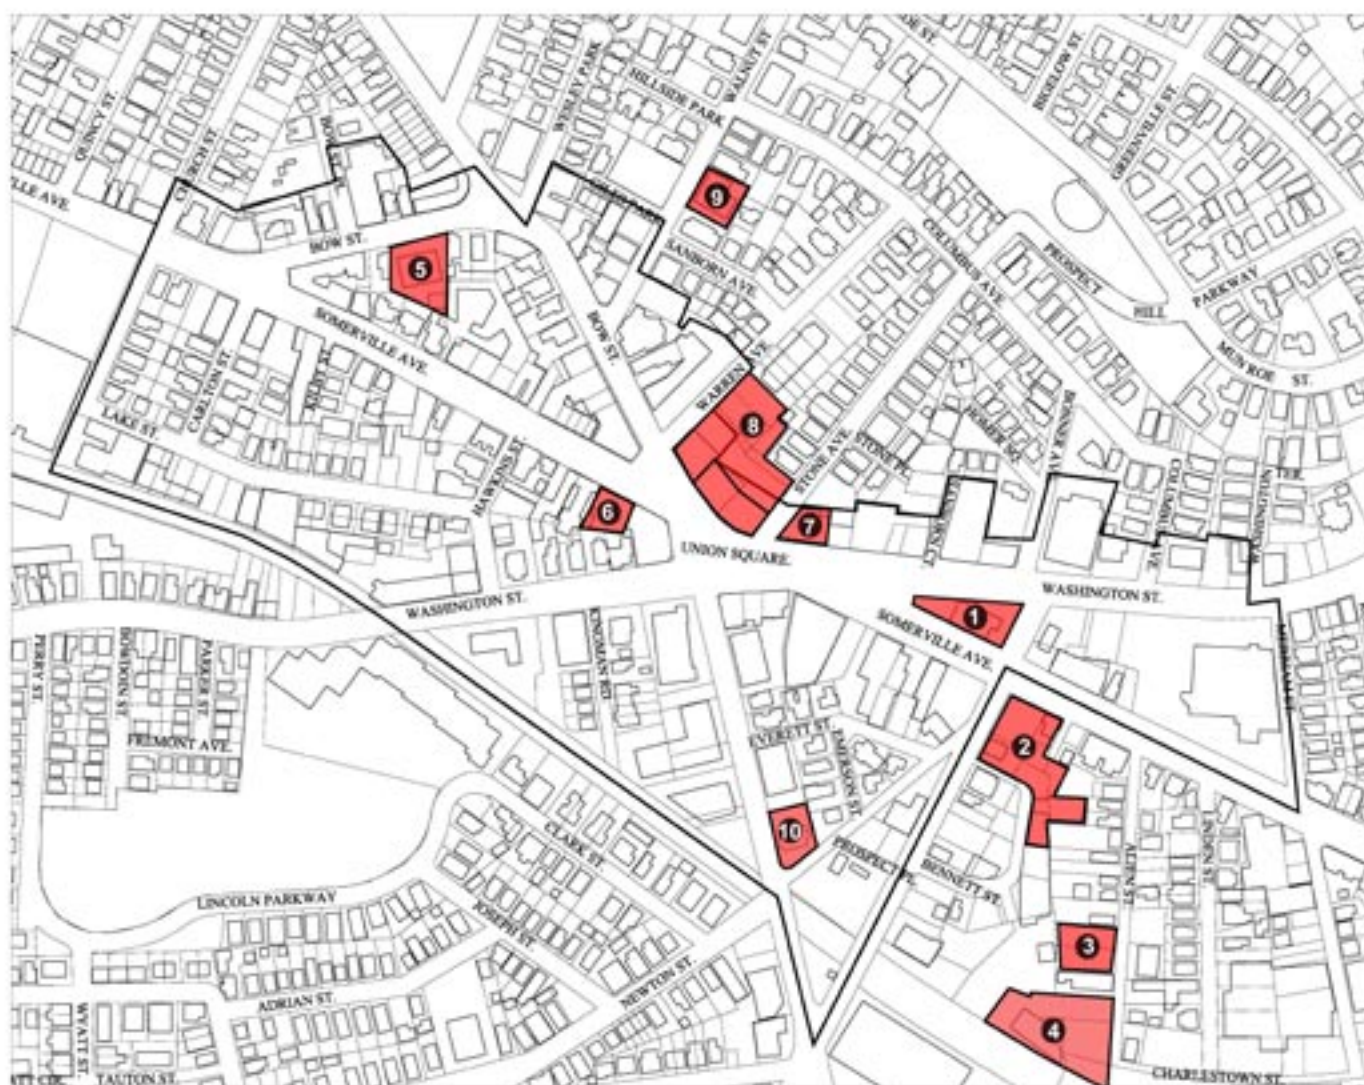 QUINCY ST.
WESLEY PARK
HILLSIDE PARK
WALNUT ST
BIGELOW ST.
GREENVILLE ST.
BOW ST.
SANBORN AVE.
COLUMBUS AVE
PROSPECT
HILL
PARKWAY
MUNROE ST.
9
5
SOMERVILLE AVE.
BOW ST.
WARREN AVE
8
CARLTON ST.
LAKE ST.
HAWKINS ST.
STONE AVE.
STONE PL.
6
7
UNION SQUARE
WASHINGTON ST.
WASHINGTON ST.
1
SOMERVILLE AVE.
PERRY ST.
BOWDOIN ST.
PARKER ST.
FREMONT AVE.
KINGMAN RD
EVERETT ST.
EMERSON ST.
2
10
PROSPECT ST.
BENNETT ST.
ALLEN ST.
LINDEN ST.
CLARK ST.
LINCOLN PARKWAY
JOSEPH ST.
NEWTON ST.
3
ADRIAN ST.
4
WYATT ST.
TAUTON ST.
CHARLESTOWN ST.